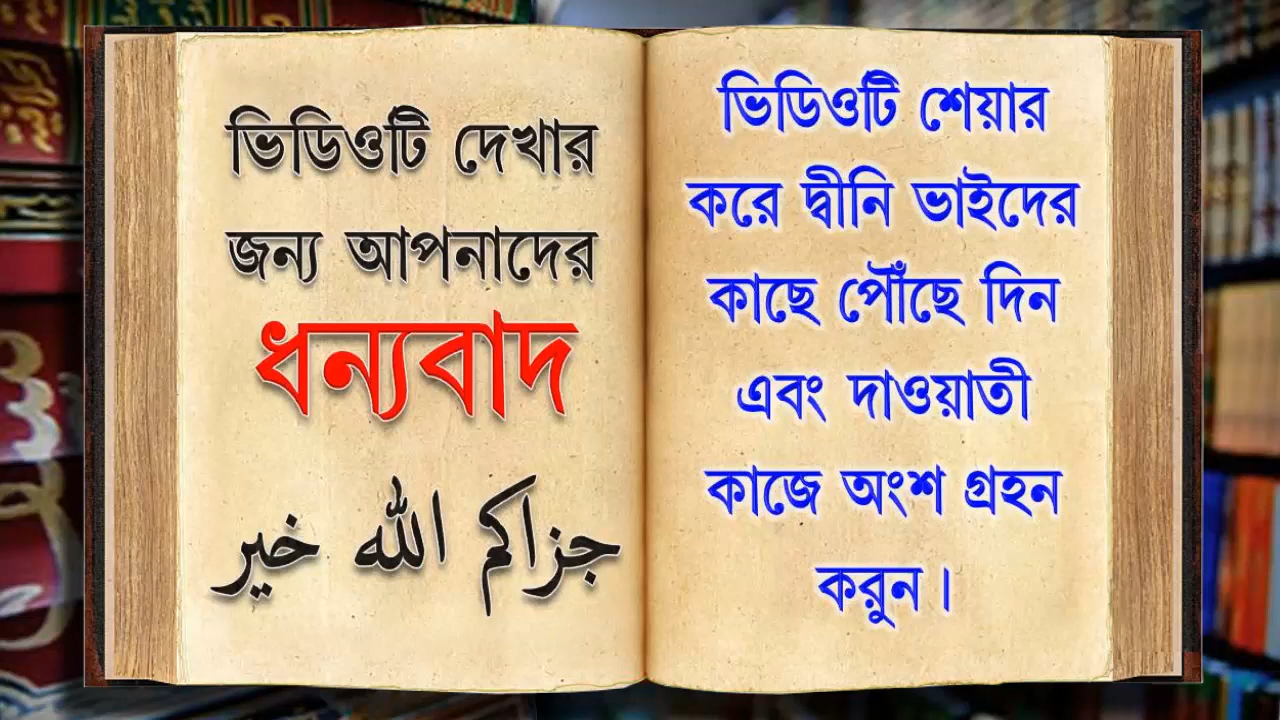 ভিডিওটি দেখার
জন্য আপনাদের
ধন্যবাদ
جزاكم الله خير
ভিডিওটি শেয়ার
করে দ্বীনি ভাইদের
কাছে পৌঁছে দিন
এবং দাওয়াতী
কাজে অংশ গ্রহন
করুন।